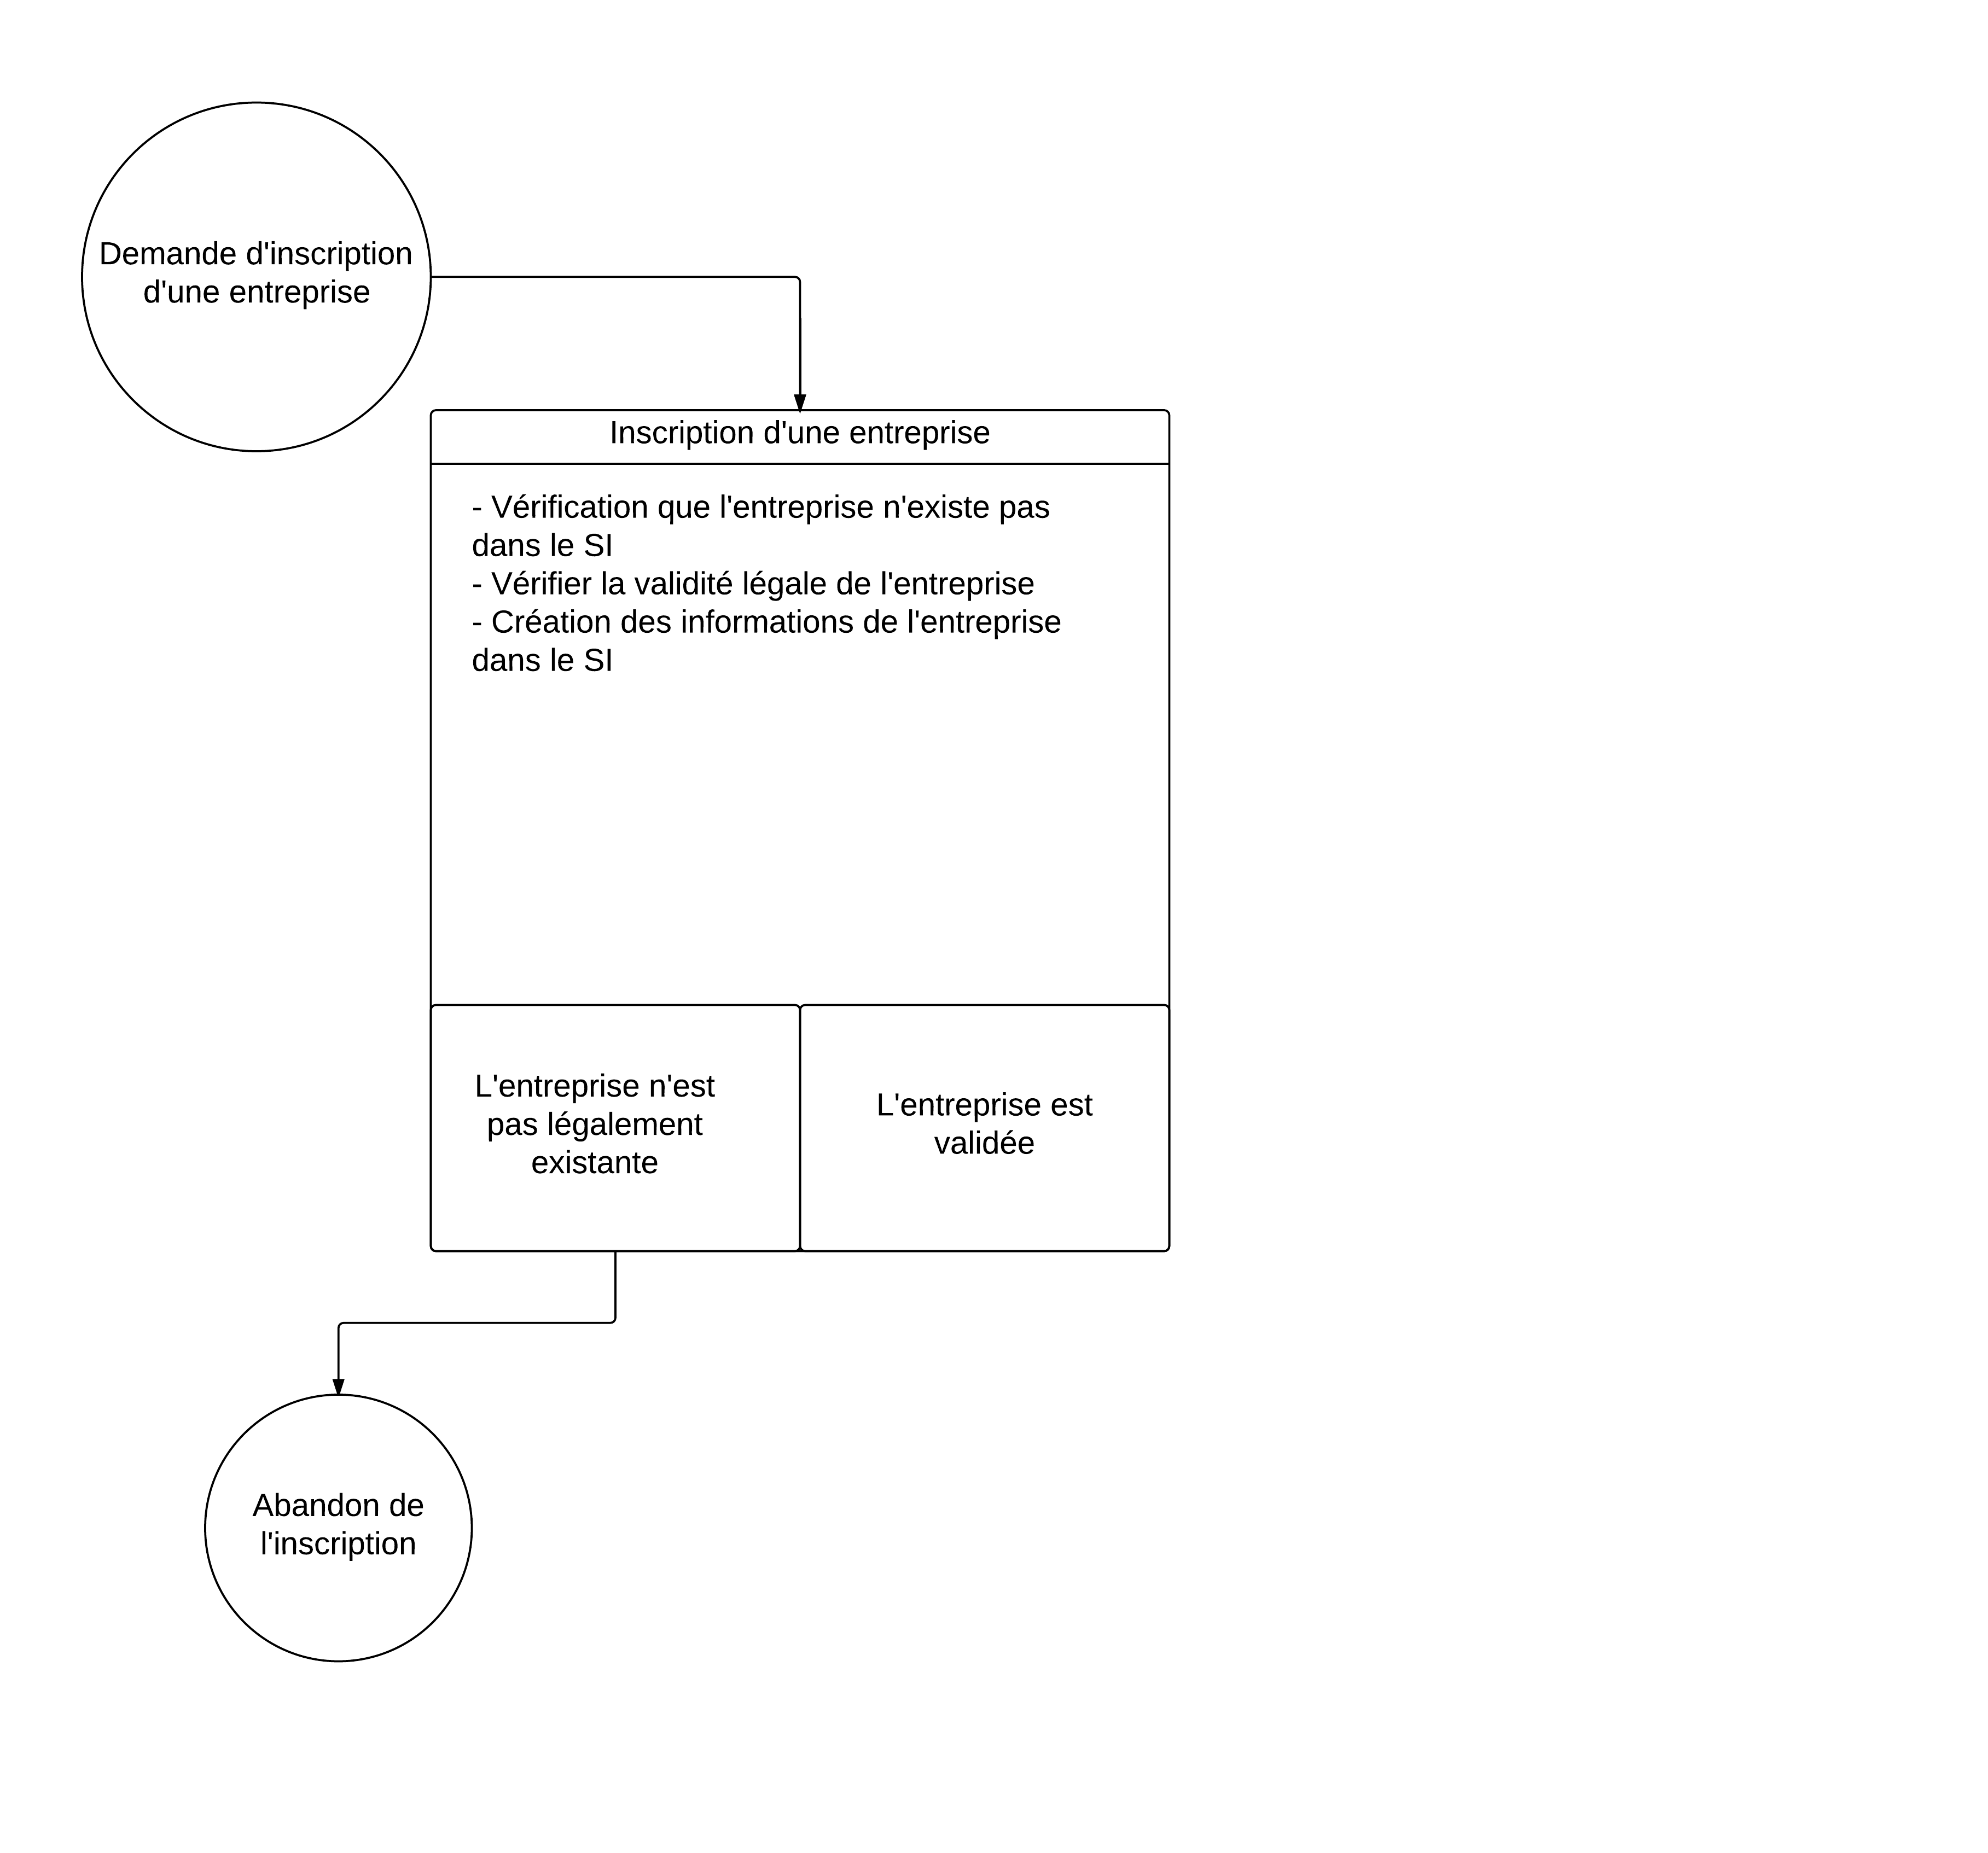 Demande d'inscription
d'une entreprise
Inscription d'une entreprise
- Vérification que l'entreprise n'existe pas
dans le SI
- Vérifier la validité légale de l'entreprise
- Création des informations de l'entreprise
dans le SI
L'entreprise n'est
pas légalement
existante
L'entreprise est
validée
Abandon de
l'inscription